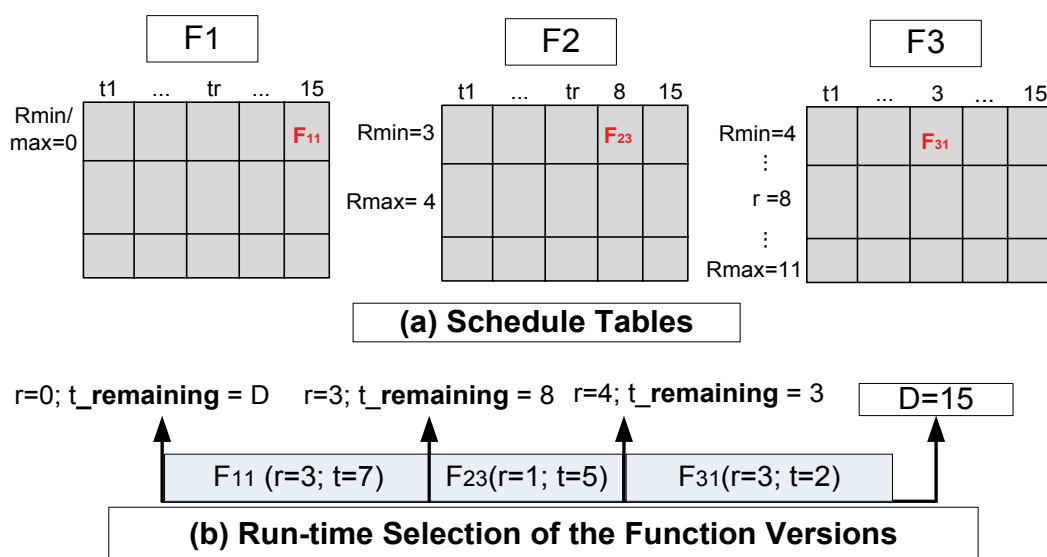 F1 F2 F3
t1 ... tr ... 15
t1 ... tr 8 15
t1 ... 3 ... 15
Rmin/
max=0
F11
Rmin=3
F23
Rmax= 4
Rmin=4
F31
⋮
r =8
⋮
Rmax=11
(a) Schedule Tables
r=0; t_remaining = D r=3; t_remaining = 8 r=4; t_remaining = 3 D=15
F11 (r=3; t=7) F23(r=1; t=5) F31(r=3; t=2)
(b) Run-time Selection of the Function Versions